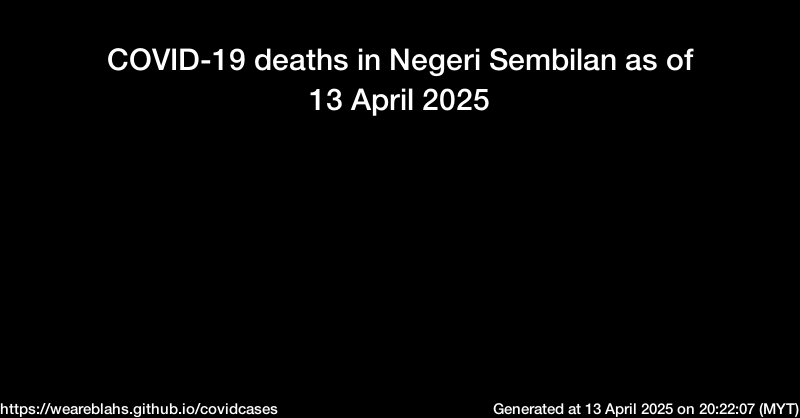 COVID-19 deaths in Negeri Sembilan as of
13 April 2025
https://weareblahs.github.io/covidcases
Generated at 13 April 2025 on 20:22:07 (MYT)